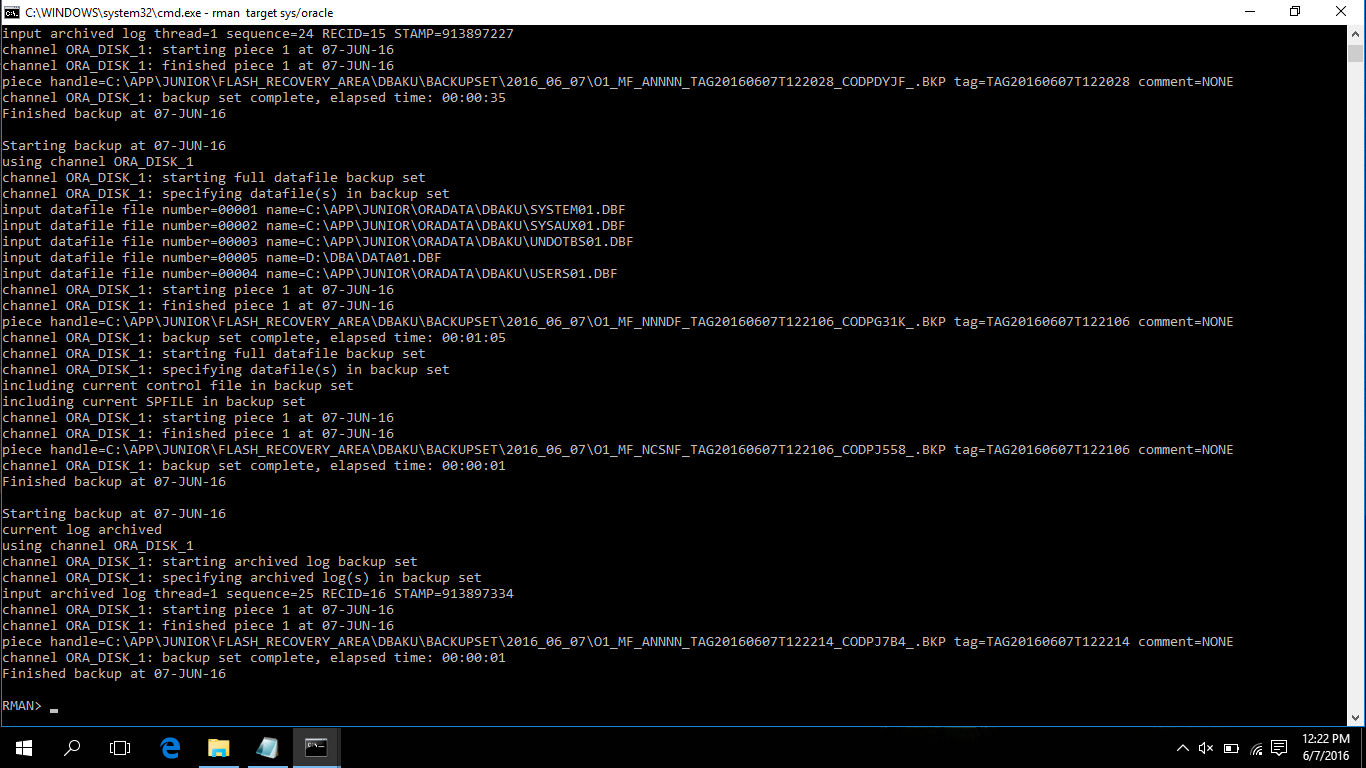 C:\WINDOWS\system32\cmd.exe - rman  target sys/oracle
input archived log thread=1 sequence=24 RECID=15 STAMP=913897227
channel ORA_DISK_1: starting piece 1 at 07-JUN-16
channel ORA_DISK_1: finished piece 1 at 07-JUN-16
piece handle=C:\APP\JUNIOR\FLASH_RECOVERY_AREA\DBAKU\BACKUPSET\2016_06_07\O1_MF_ANNNN_TAG20160607T122028_CODPDYJF_.BKP tag=TAG20160607T122028 comment=NONE
channel ORA_DISK_1: backup set complete, elapsed time: 00:00:35
Finished backup at 07-JUN-16

Starting backup at 07-JUN-16
using channel ORA_DISK_1
channel ORA_DISK_1: starting full datafile backup set
channel ORA_DISK_1: specifying datafile(s) in backup set
input datafile file number=00001 name=C:\APP\JUNIOR\ORADATA\DBAKU\SYSTEM01.DBF
input datafile file number=00002 name=C:\APP\JUNIOR\ORADATA\DBAKU\SYSAUX01.DBF
input datafile file number=00003 name=C:\APP\JUNIOR\ORADATA\DBAKU\UNDOTBS01.DBF
input datafile file number=00005 name=D:\DBA\DATA01.DBF
input datafile file number=00004 name=C:\APP\JUNIOR\ORADATA\DBAKU\USERS01.DBF
channel ORA_DISK_1: starting piece 1 at 07-JUN-16
channel ORA_DISK_1: finished piece 1 at 07-JUN-16
piece handle=C:\APP\JUNIOR\FLASH_RECOVERY_AREA\DBAKU\BACKUPSET\2016_06_07\O1_MF_NNNDF_TAG20160607T122106_CODPG31K_.BKP tag=TAG20160607T122106 comment=NONE
channel ORA_DISK_1: backup set complete, elapsed time: 00:01:05
channel ORA_DISK_1: starting full datafile backup set
channel ORA_DISK_1: specifying datafile(s) in backup set
including current control file in backup set
including current SPFILE in backup set
channel ORA_DISK_1: starting piece 1 at 07-JUN-16
channel ORA_DISK_1: finished piece 1 at 07-JUN-16
piece handle=C:\APP\JUNIOR\FLASH_RECOVERY_AREA\DBAKU\BACKUPSET\2016_06_07\O1_MF_NCSNF_TAG20160607T122106_CODPJ558_.BKP tag=TAG20160607T122106 comment=NONE
channel ORA_DISK_1: backup set complete, elapsed time: 00:00:01
Finished backup at 07-JUN-16

Starting backup at 07-JUN-16
current log archived
using channel ORA_DISK_1
channel ORA_DISK_1: starting archived log backup set
channel ORA_DISK_1: specifying archived log(s) in backup set
input archived log thread=1 sequence=25 RECID=16 STAMP=913897334
channel ORA_DISK_1: starting piece 1 at 07-JUN-16
channel ORA_DISK_1: finished piece 1 at 07-JUN-16
piece handle=C:\APP\JUNIOR\FLASH_RECOVERY_AREA\DBAKU\BACKUPSET\2016_06_07\O1_MF_ANNNN_TAG20160607T122214_CODPJ7B4_.BKP tag=TAG20160607T122214 comment=NONE
channel ORA_DISK_1: backup set complete, elapsed time: 00:00:01
Finished backup at 07-JUN-16

RMAN> _
12:22 PM
6/7/2016